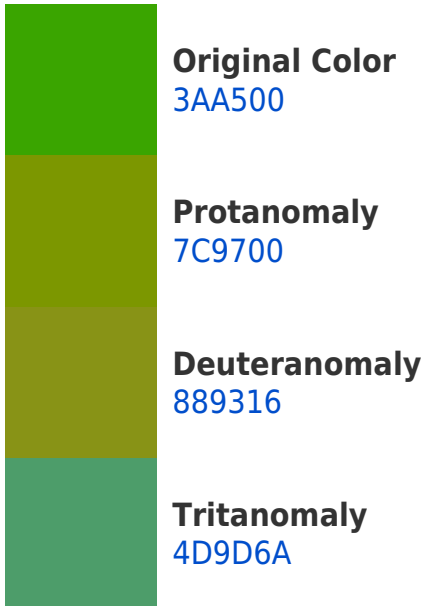 Original Color
3AA500
Protanomaly
7C9700
Deuteranomaly
889316
Tritanomaly
4D9D6A